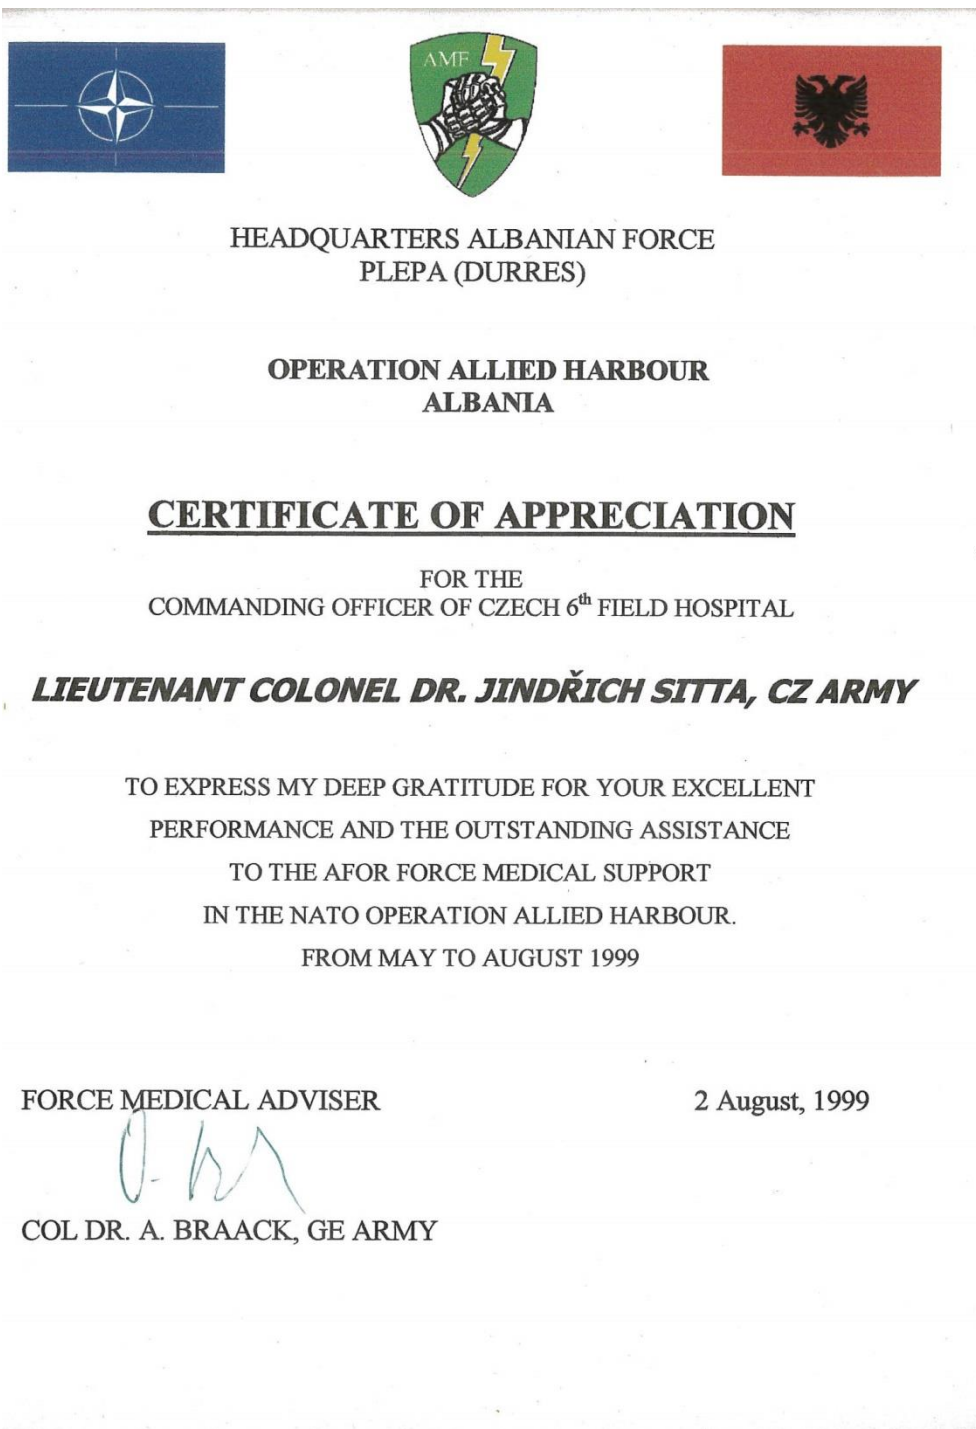 AMF
HEADQUARTERS ALBANIAN FORCE
PLEPA (DURRES)
OPERATION ALLIED HARBOUR
ALBANIA
CERTIFICATE OF APPRECIATION
FOR THE
COMMANDING OFFICER OF CZECH 6th FIELD HOSPITAL
LIEUTENANT COLONEL DR. JINDŘICH SITTA, CZ ARMY
TO EXPRESS MY DEEP GRATITUDE FOR YOUR EXCELLENT
PERFORMANCE AND THE OUTSTANDING ASSISTANCE
TO THE AFOR FORCE MEDICAL SUPPORT
IN THE NATO OPERATION ALLIED HARBOUR.
FROM MAY TO AUGUST 1999
FORCE MEDICAL ADVISER 2 August, 1999
COL DR. A. BRAACK, GE ARMY